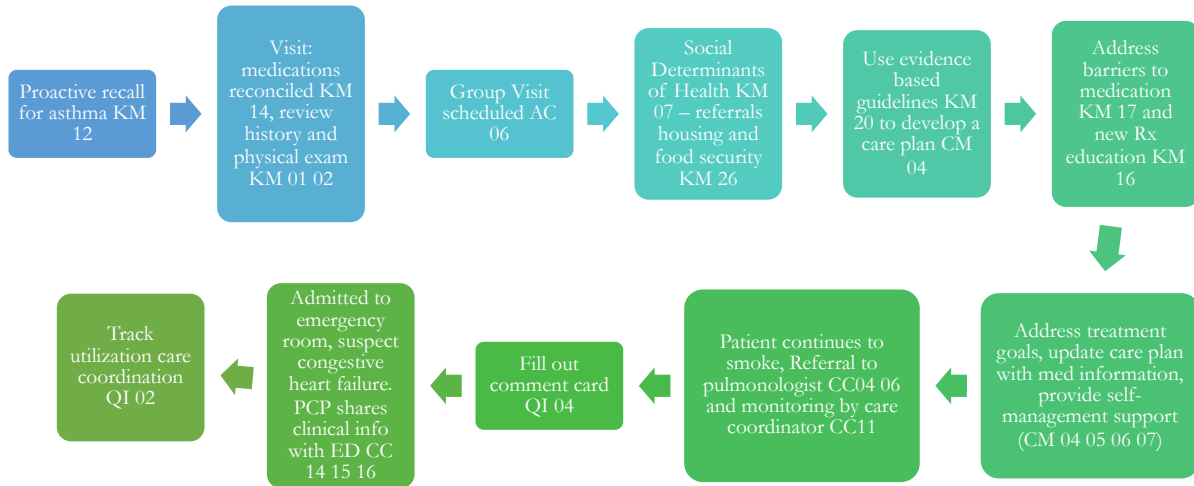 Proactive recall
for asthma KM
12
Visit:
medications
reconciled KM
14, review
history and
physical exam
KM 01 02
Group Visit
scheduled AC
06
Social
Determinants
of Health KM
07 – referrals
housing and
food security
KM 26
Use evidence
based
guidelines KM
20 to develop a
care plan CM
04
Address
barriers to
medication
KM 17 and
new Rx
education KM
16
Address treatment
goals, update care plan
with med information,
provide self-
management support
(CM 04 05 06 07)
Patient continues to
smoke, Referral to
pulmonologist CC04 06
and monitoring by care
coordinator CC11
Fill out
comment card
QI 04
Admitted to
emergency
room, suspect
congestive
heart failure.
PCP shares
clinical info
with ED CC
14 15 16
Track
utilization care
coordination
QI 02